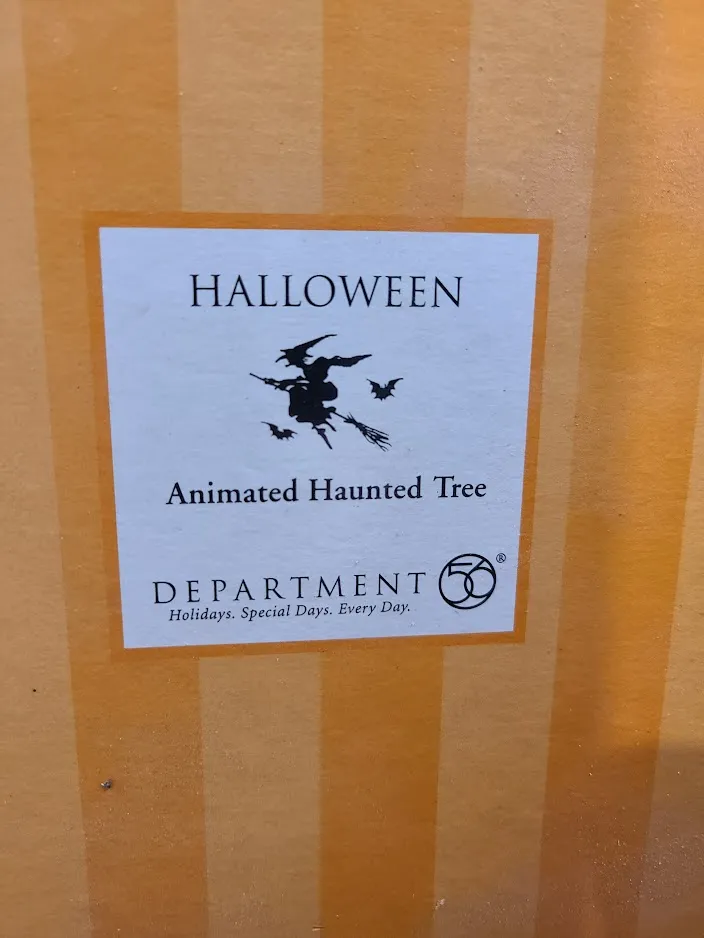 HALLOWEEN
Animated Haunted Tree
DEPARTMENT 56®
Holidays. Special Days. Every Day.